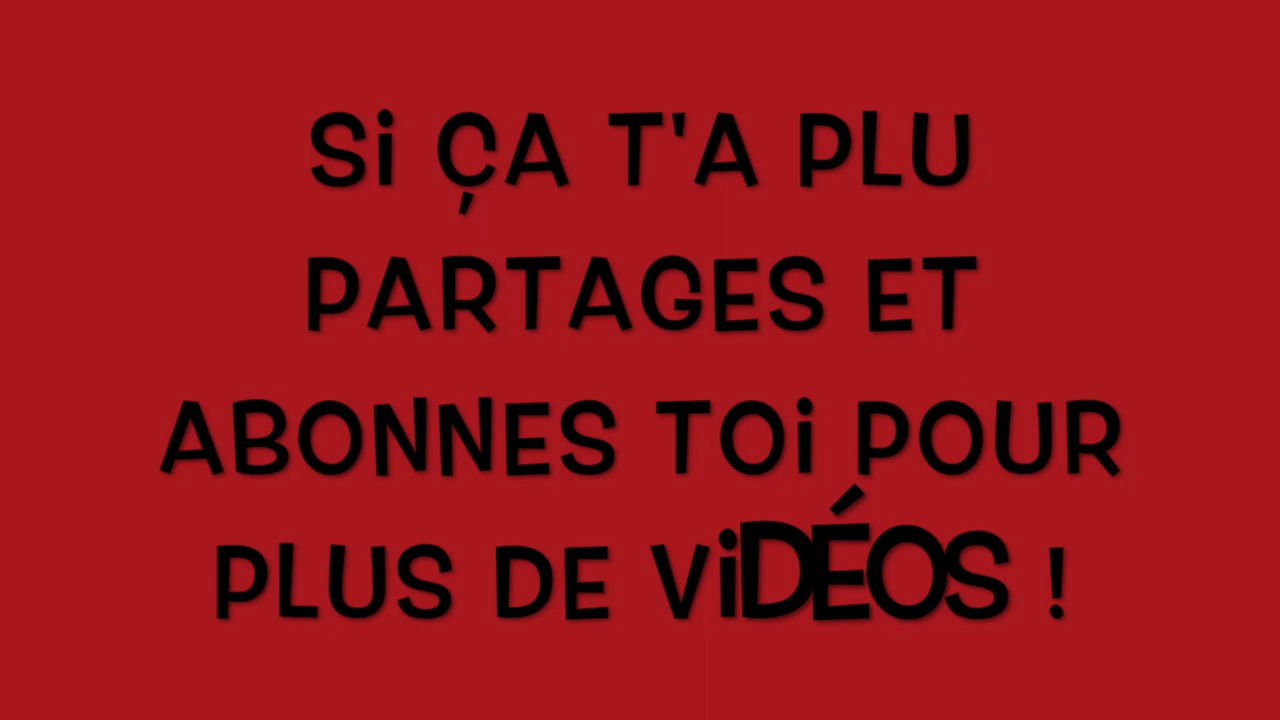 Si ÇA T'A PLU
PARTAGES ET
ABONNES TOi POUR
PLUS DE ViDÉOS !